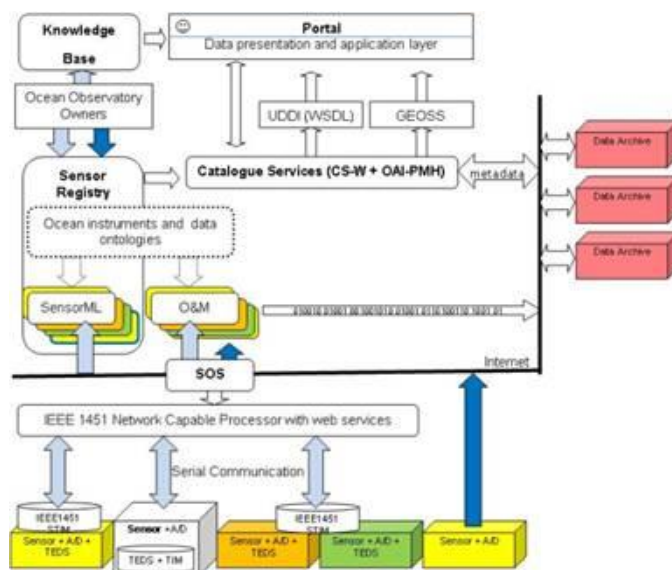 Knowledge
Base
Portal
Data presentation and application layer
Ocean Observatory
Owners
UDDI (WSDL)
GEOSS
Sensor
Registry
Catalogue Services (CS-W + OAI-PMH)
metadata
Data Archive
Data Archive
Data Archive
Ocean instruments and data
ontologies
SensorML
O&M
Internet
SOS
IEEE 1451 Network Capable Processor with web services
Serial Communication
IEEE1451
STIM
Sensor + A/D +
TEDS
Sensor +A/D
TEDS + TIM
IEEE1451
STIM
Sensor + A/D +
TEDS
Sensor + A/D +
TEDS
Sensor + A/D